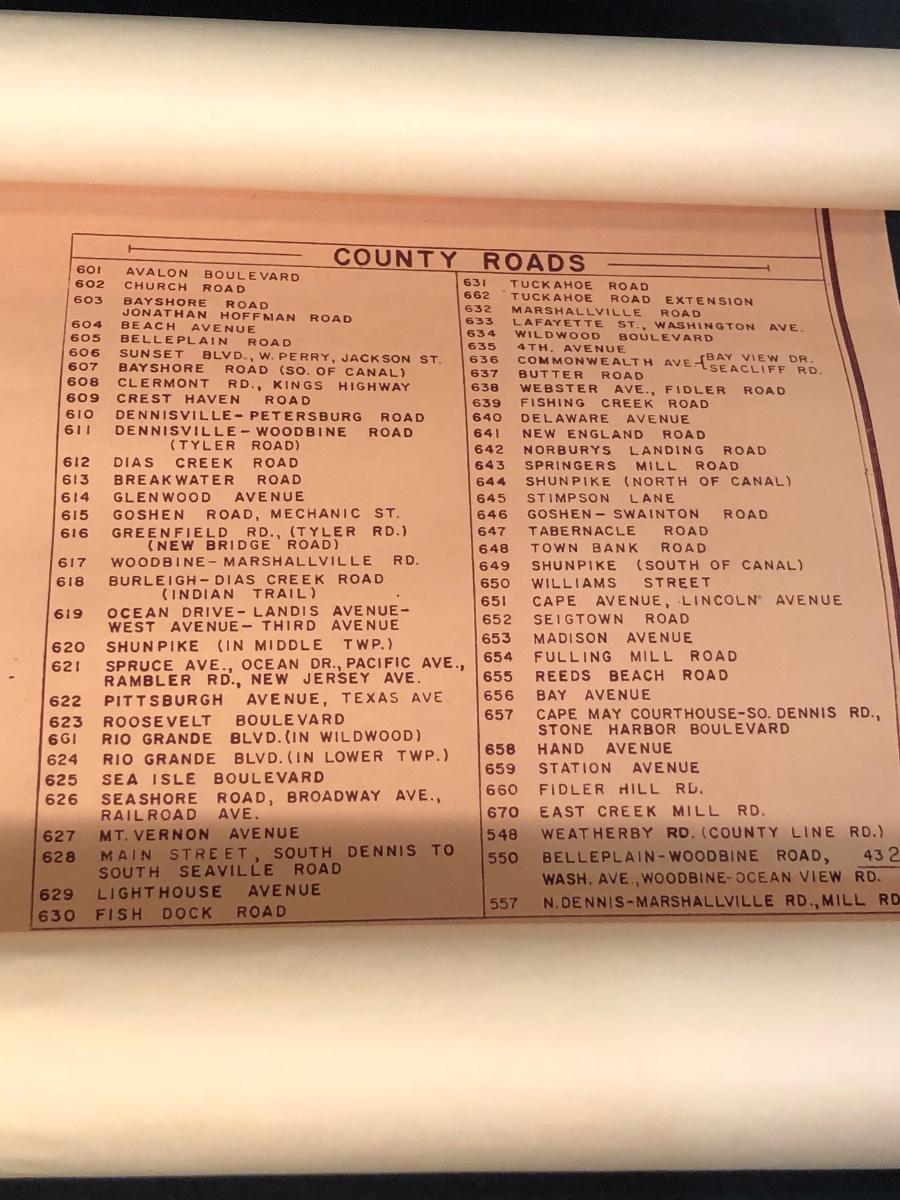 COUNTY ROADS
601 AVALON BOULEVARD
602 CHURCH ROAD
603 BAYSHORE ROAD
JONATHAN HOFFMAN ROAD
604 BEACH AVENUE
605 BELLEPLAIN ROAD
606 SUNSET BLVD., W. PERRY, JACKSON ST.
607 BAYSHORE ROAD (SO. OF CANAL)
608 CLERMONT RD., KINGS HIGHWAY
609 CREST HAVEN ROAD
610 DENNISVILLE-PETERSBURG ROAD
611 DENNISVILLE-WOODBINE ROAD
(TYLER ROAD)
612 DIAS CREEK ROAD
613 BREAKWATER ROAD
614 GLENWOOD AVENUE
615 GOSHEN ROAD, MECHANIC ST.
616 GREENFIELD RD., (TYLER RD.)
(NEW BRIDGE ROAD)
617 WOODBINE-MARSHALLVILLE RD.
618 BURLEIGH-DIAS CREEK ROAD
(INDIAN TRAIL)
619 OCEAN DRIVE-LANDIS AVENUE-
WEST AVENUE-THIRD AVENUE
620 SHUNPIKE (IN MIDDLE TWP.)
621 SPRUCE AVE., OCEAN DR., PACIFIC AVE.,
RAMBLER RD., NEW JERSEY AVE.
622 PITTSBURGH AVENUE, TEXAS AVE.
623 ROOSEVELT BOULEVARD
661 RIO GRANDE BLVD. (IN WILDWOOD)
624 RIO GRANDE BLVD. (IN LOWER TWP.)
625 SEA ISLE BOULEVARD
626 SEASHORE ROAD, BROADWAY AVE.,
RAILROAD AVE.
627 MT. VERNON AVENUE
628 MAIN STREET, SOUTH DENNIS TO
SOUTH SEAVILLE ROAD
629 LIGHTHOUSE AVENUE
630 FISH DOCK ROAD
631 TUCKAHOE ROAD
662 TUCKAHOE ROAD EXTENSION
632 MARSHALLVILLE ROAD
633 LAFAYETTE ST., WASHINGTON AVE.
634 WILDWOOD BOULEVARD
635 4TH. AVENUE
636 COMMONWEALTH AVE-{BAY VIEW DR.
SEACLIFF RD.
637 BUTTER ROAD
638 WEBSTER AVE., FIDLER ROAD
639 FISHING CREEK ROAD
640 DELAWARE AVENUE
641 NEW ENGLAND ROAD
642 NORBURYS LANDING ROAD
643 SPRINGERS MILL ROAD
644 SHUNPIKE (NORTH OF CANAL)
645 STIMPSON LANE
646 GOSHEN-SWAINTON ROAD
647 TABERNACLE ROAD
648 TOWN BANK ROAD
649 SHUNPIKE (SOUTH OF CANAL)
650 WILLIAMS STREET
651 CAPE AVENUE, LINCOLN AVENUE
652 SEIGTOWN ROAD
653 MADISON AVENUE
654 FULLING MILL ROAD
655 REEDS BEACH ROAD
656 BAY AVENUE
657 CAPE MAY COURTHOUSE-SO. DENNIS RD.,
STONE HARBOR BOULEVARD
658 HAND AVENUE
659 STATION AVENUE
660 FIDLER HILL RD.
670 EAST CREEK MILL RD.
548 WEATHERBY RD. (COUNTY LINE RD.)
550 BELLEPLAIN-WOODBINE ROAD, 432
WASH. AVE., WOODBINE-OCEAN VIEW RD.
557 N. DENNIS-MARSHALLVILLE RD., MILL RD